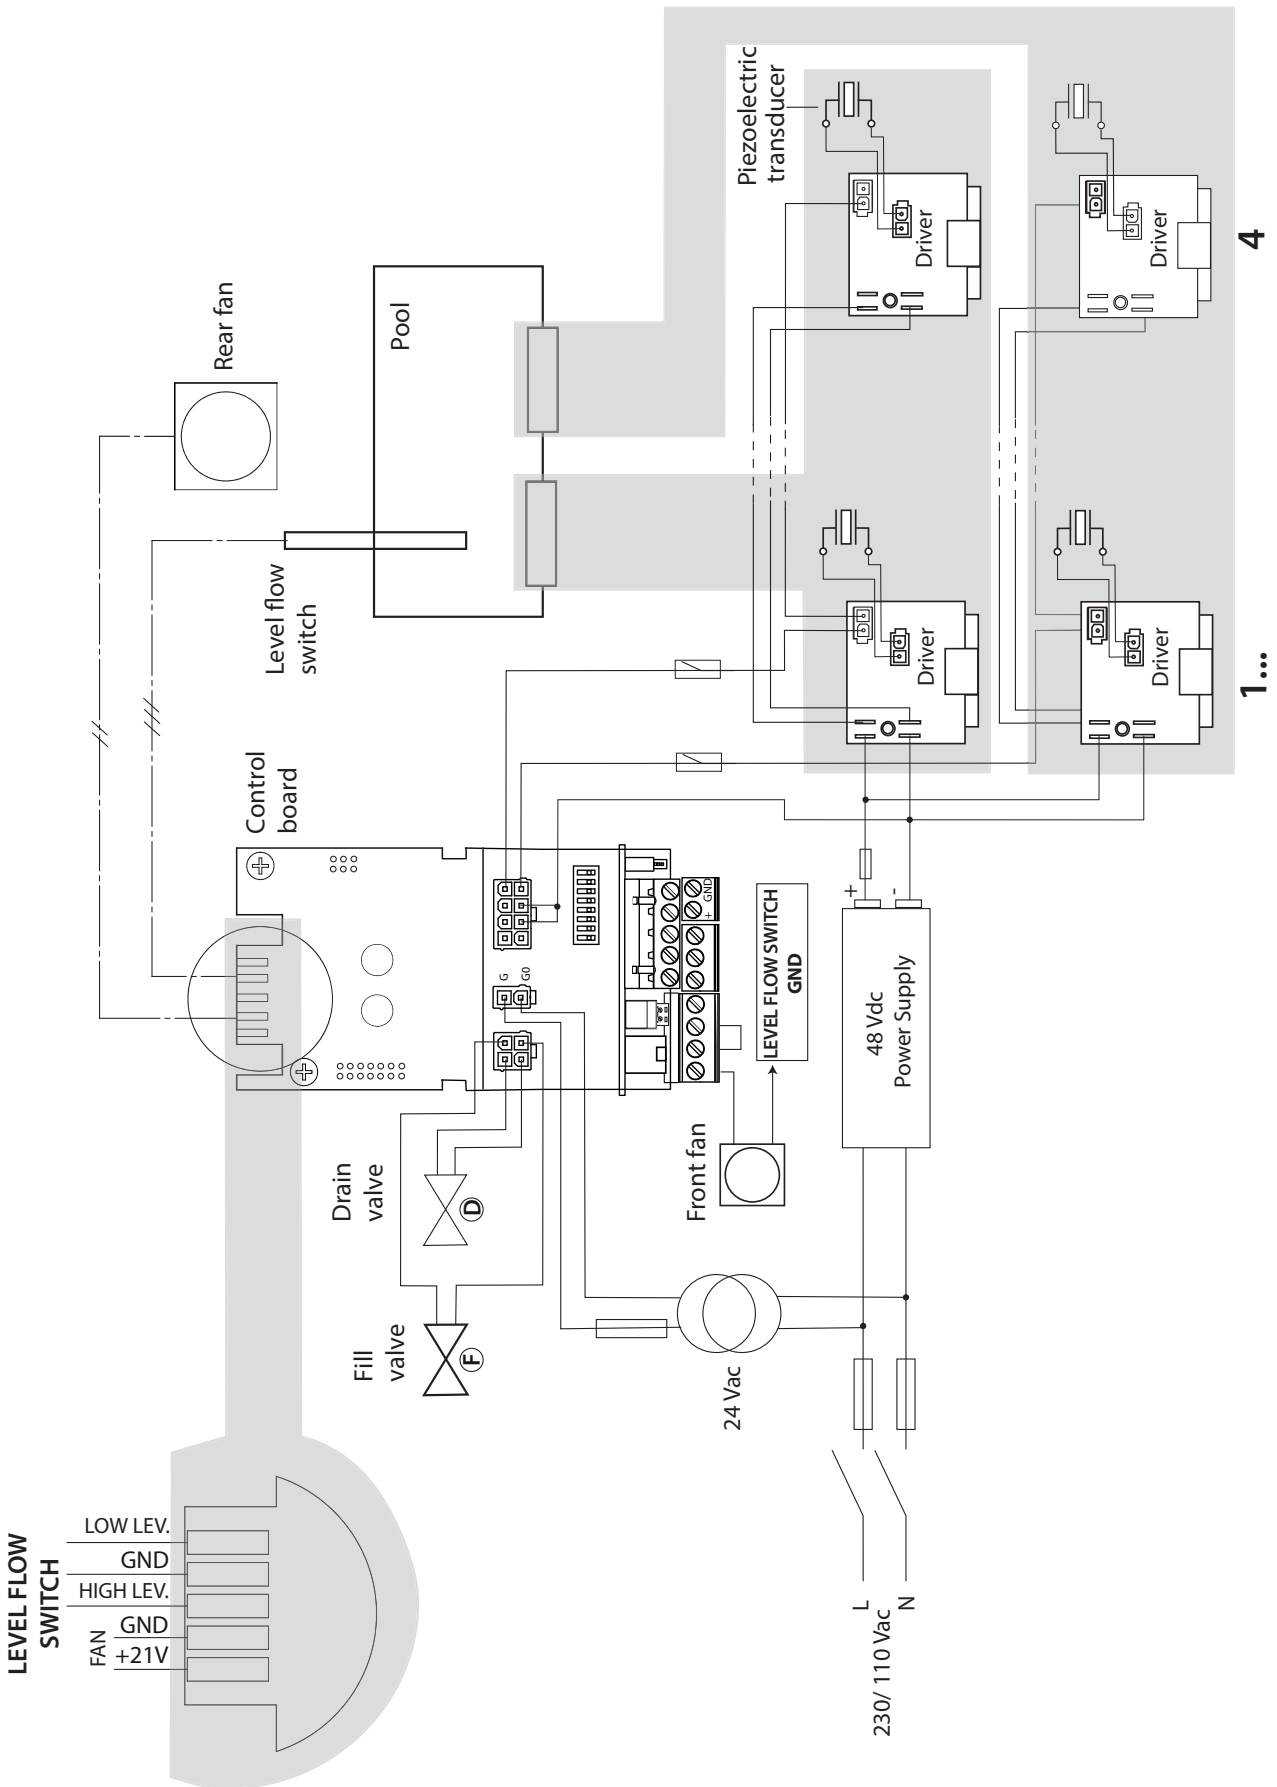 LEVEL FLOW
SWITCH
LOW LEV.
GND
HIGH LEV.
GND
FAN
+21V
Rear fan
Level flow
switch
Pool
Piezoelectric
transducer
Control
board
Drain
valve
D
Fill
valve
F
G
G0
+ GND
LEVEL FLOW SWITCH
GND
Front fan
24 Vac
+
-
48 Vdc
Power Supply
L
N
230/ 110 Vac
Driver
Driver
Driver
Driver
1...
4